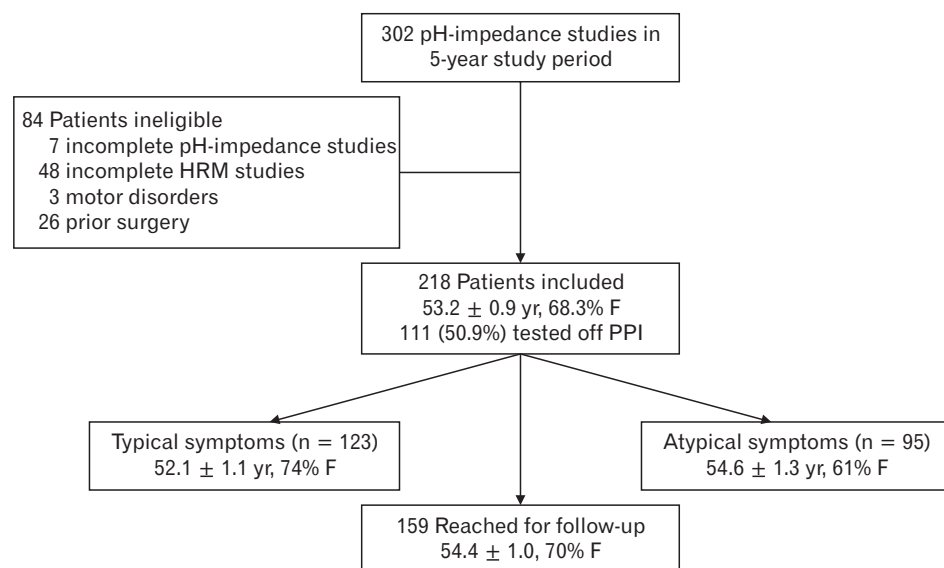 302 pH-impedance studies in
5-year study period
84 Patients ineligible
7 incomplete pH-impedance studies
48 incomplete HRM studies
3 motor disorders
26 prior surgery
218 Patients included
53.2 ± 0.9 yr, 68.3% F
111 (50.9%) tested off PPI
Typical symptoms (n = 123)
52.1 ± 1.1 yr, 74% F
Atypical symptoms (n = 95)
54.6 ± 1.3 yr, 61% F
159 Reached for follow-up
54.4 ± 1.0, 70% F